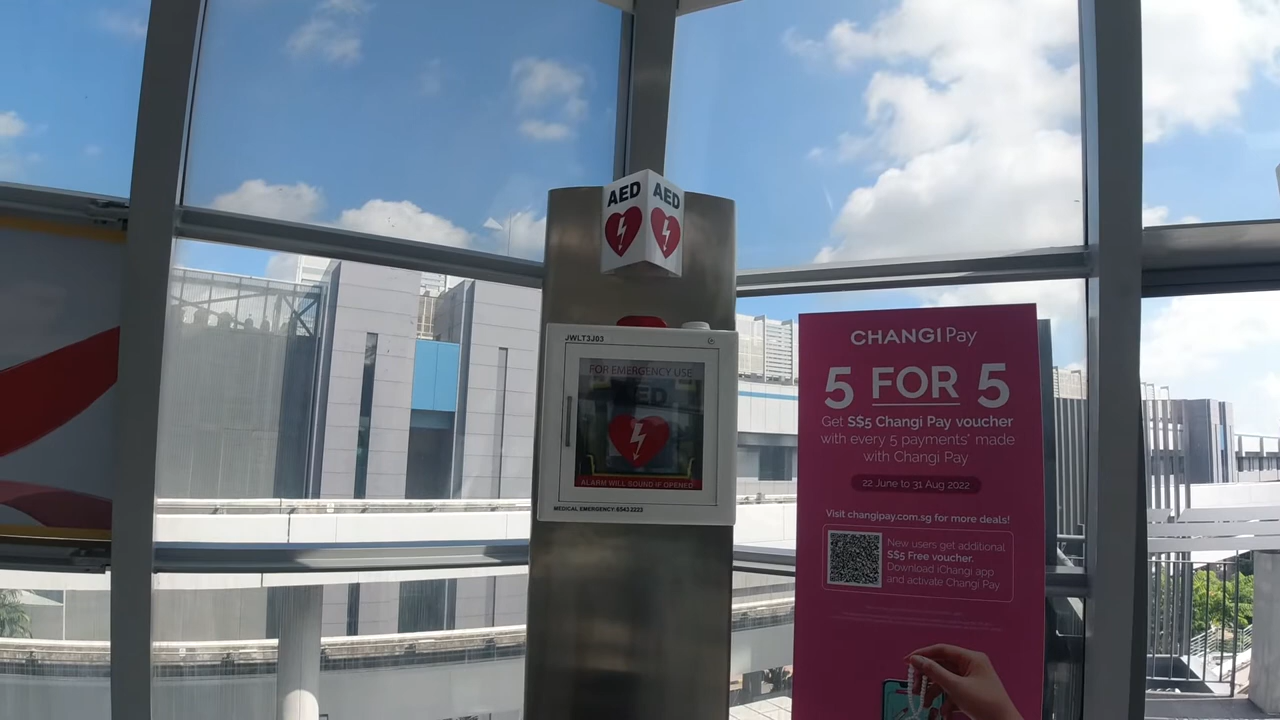 AED
AED
JWLT3J03
FOR EMERGENCY USE
AED
ALARM WILL SOUND IF OPENED
MEDICAL EMERGENCY: 6543 2222
CHANGI Pay
5 FOR 5
Get S$5 Changi Pay voucher
with every 5 payments* made
with Changi Pay
22 June to 31 Aug 2022
Visit changipay.com.sg for more deals!
New users get additional
S$5 Free voucher.
Download iChangi app
and activate Changi Pay